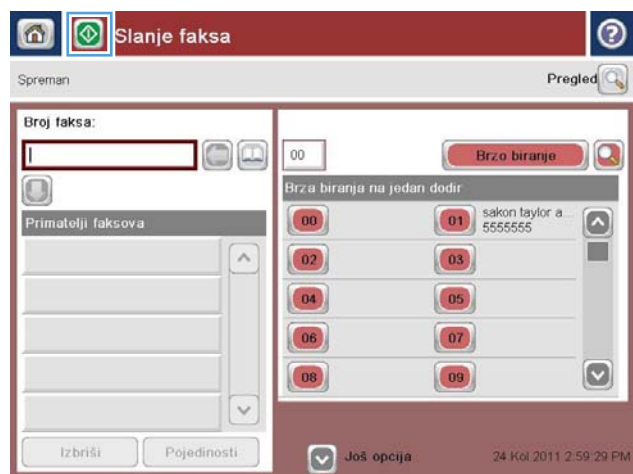 Slanje faksa
Spreman
Pregled
Broj faksa:
00
Brzo biranje
Brza biranja na jedan dodir
Primatelji faksova
00
01
sakon taylor a...
5555555
02
03
04
05
06
07
08
09
Izbriši
Pojedinosti
Još opcija
24 Kol 2011 2:59:29 PM